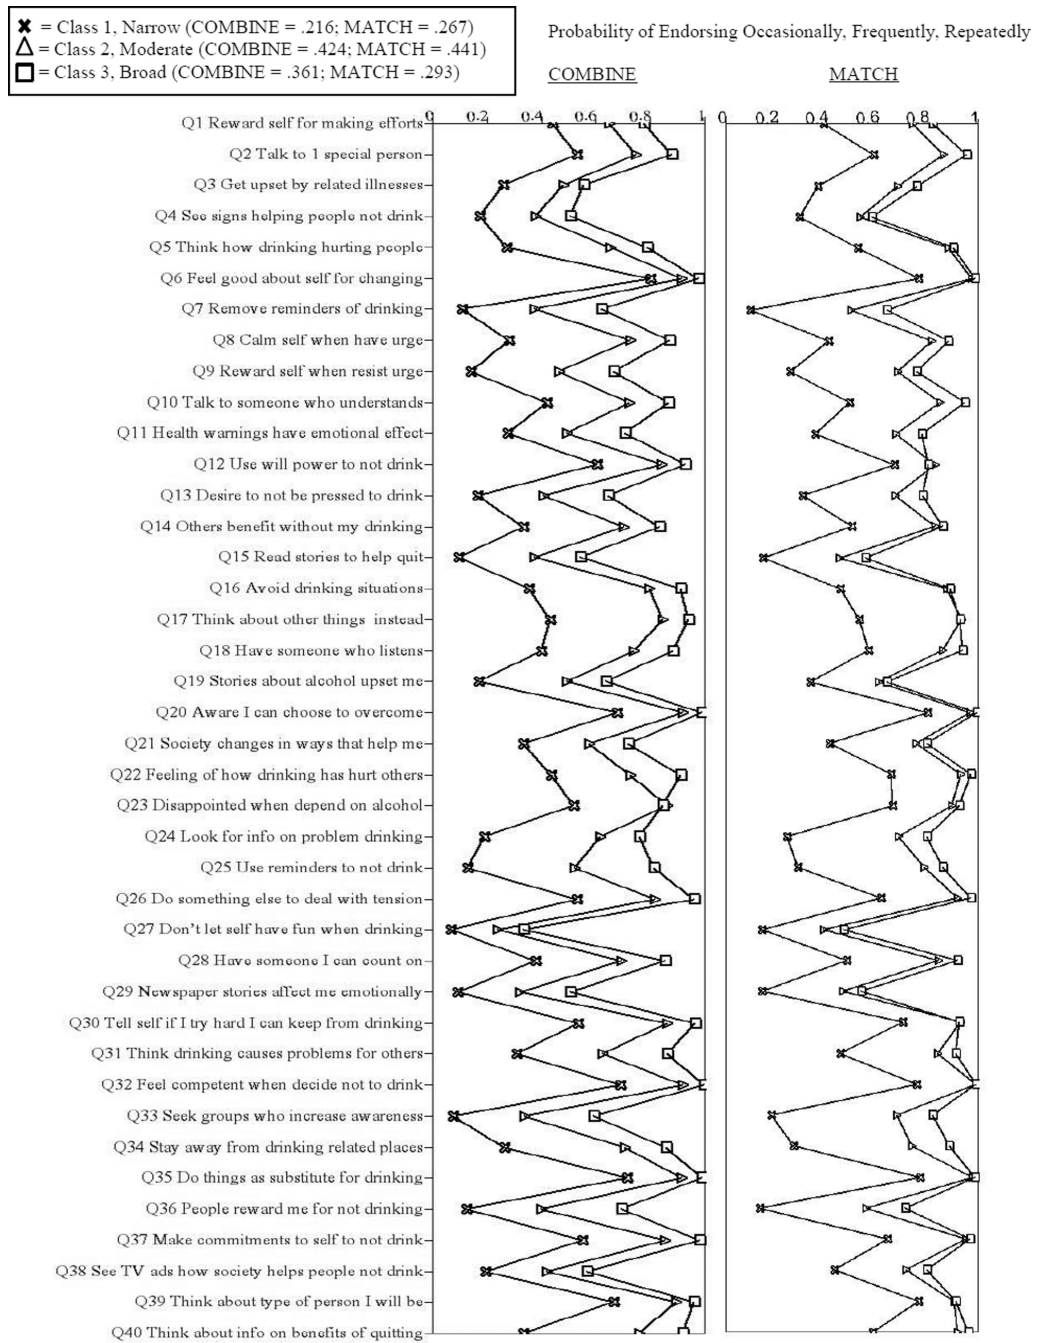 ✖ = Class 1, Narrow (COMBINE = .216; MATCH = .267)
△ = Class 2, Moderate (COMBINE = .424; MATCH = .441)
□ = Class 3, Broad (COMBINE = .361; MATCH = .293)
Probability of Endorsing Occasionally, Frequently, Repeatedly
COMBINE MATCH
0 0.2 0.4 0.6 0.8 1 0 0.2 0.4 0.6 0.8 1
Q1 Reward self for making efforts
Q2 Talk to 1 special person
Q3 Get upset by related illnesses
Q4 See signs helping people not drink
Q5 Think how drinking hurting people
Q6 Feel good about self for changing
Q7 Remove reminders of drinking
Q8 Calm self when have urge
Q9 Reward self when resist urge
Q10 Talk to someone who understands
Q11 Health warnings have emotional effect
Q12 Use will power to not drink
Q13 Desire to not be pressed to drink
Q14 Others benefit without my drinking
Q15 Read stories to help quit
Q16 Avoid drinking situations
Q17 Think about other things instead
Q18 Have someone who listens
Q19 Stories about alcohol upset me
Q20 Aware I can choose to overcome
Q21 Society changes in ways that help me
Q22 Feeling of how drinking has hurt others
Q23 Disappointed when depend on alcohol
Q24 Look for info on problem drinking
Q25 Use reminders to not drink
Q26 Do something else to deal with tension
Q27 Don't let self have fun when drinking
Q28 Have someone I can count on
Q29 Newspaper stories affect me emotionally
Q30 Tell self if I try hard I can keep from drinking
Q31 Think drinking causes problems for others
Q32 Feel competent when decide not to drink
Q33 Seek groups who increase awareness
Q34 Stay away from drinking related places
Q35 Do things as substitute for drinking
Q36 People reward me for not drinking
Q37 Make commitments to self to not drink
Q38 See TV ads how society helps people not drink
Q39 Think about type of person I will be
Q40 Think about info on benefits of quitting